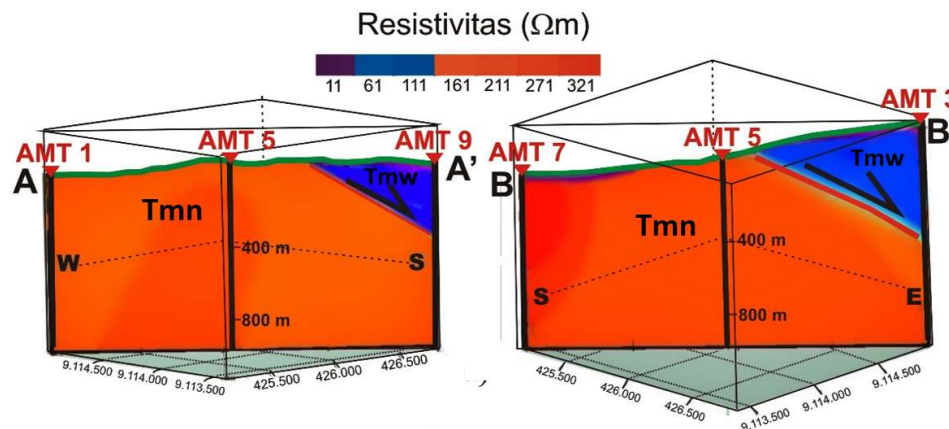 Resistivitas (Ωm)
11 61 111 161 211 271 321
AMT 1 AMT 5 AMT 9
A A'
Tmn
Tmw
400 m
W S
800 m
9.114.500 9.114.000 9.113.500 425.500 426.000 426.500
AMT 7 AMT 5 AMT 3
B B
Tmn
Tmw
400 m
S E
800 m
425.500 426.000 426.500 9.113.500 9.114.000 9.114.500